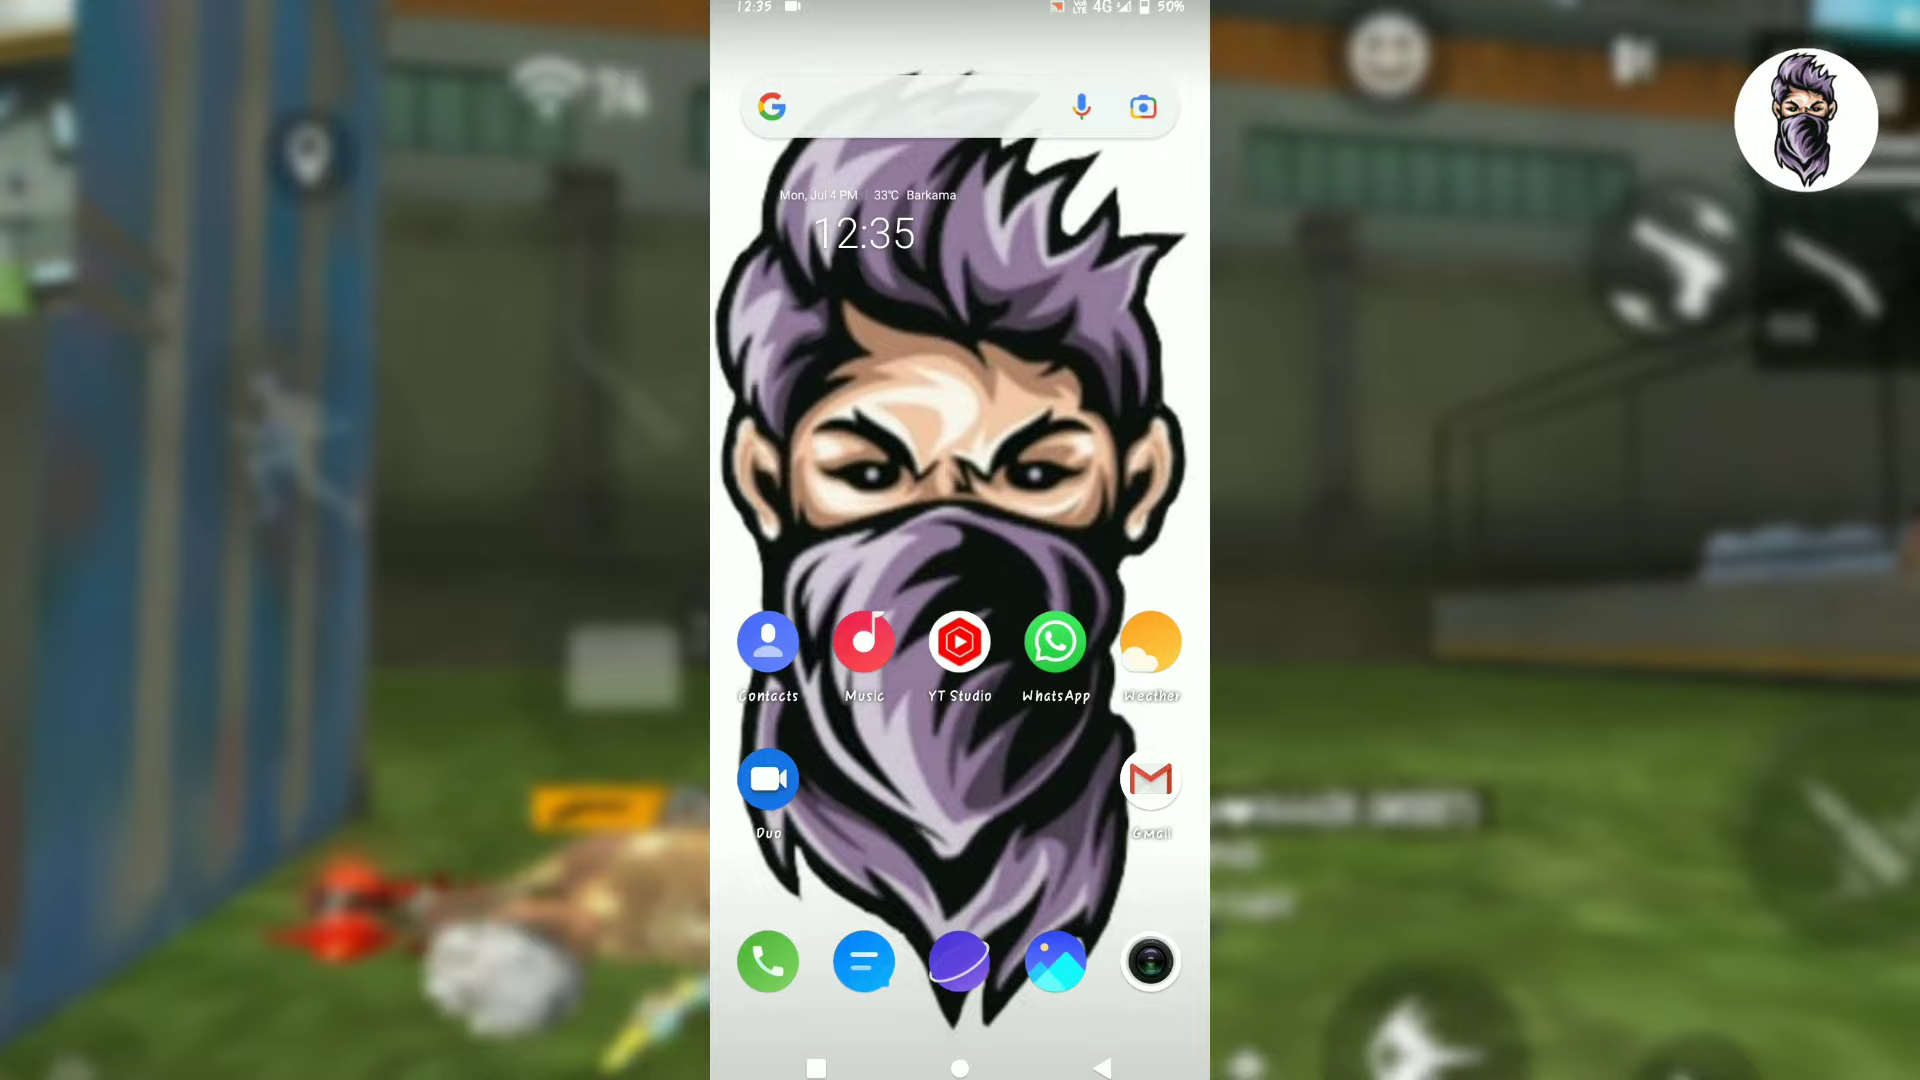 12:35
VoLTE 4G 50%
Mon, Jul 4 PM 33°C Barkama
12:35
Contacts Music YT Studio WhatsApp Weather
Duo Gmail